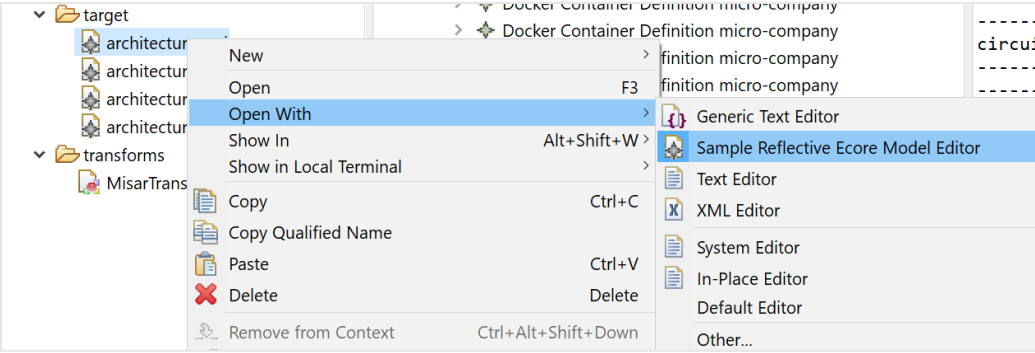 target
architectur
architectur
architectur
architectur
transforms
MisarTrans
Docker Container Definition micro-company
Docker Container Definition micro-company
finition micro-company
finition micro-company
------
circui
------
------
New
Open F3
Open With
Show In Alt+Shift+W
Show in Local Terminal
Copy Ctrl+C
Copy Qualified Name
Paste Ctrl+V
Delete Delete
Remove from Context Ctrl+Alt+Shift+Down
Generic Text Editor
Sample Reflective Ecore Model Editor
Text Editor
XML Editor
System Editor
In-Place Editor
Default Editor
Other...